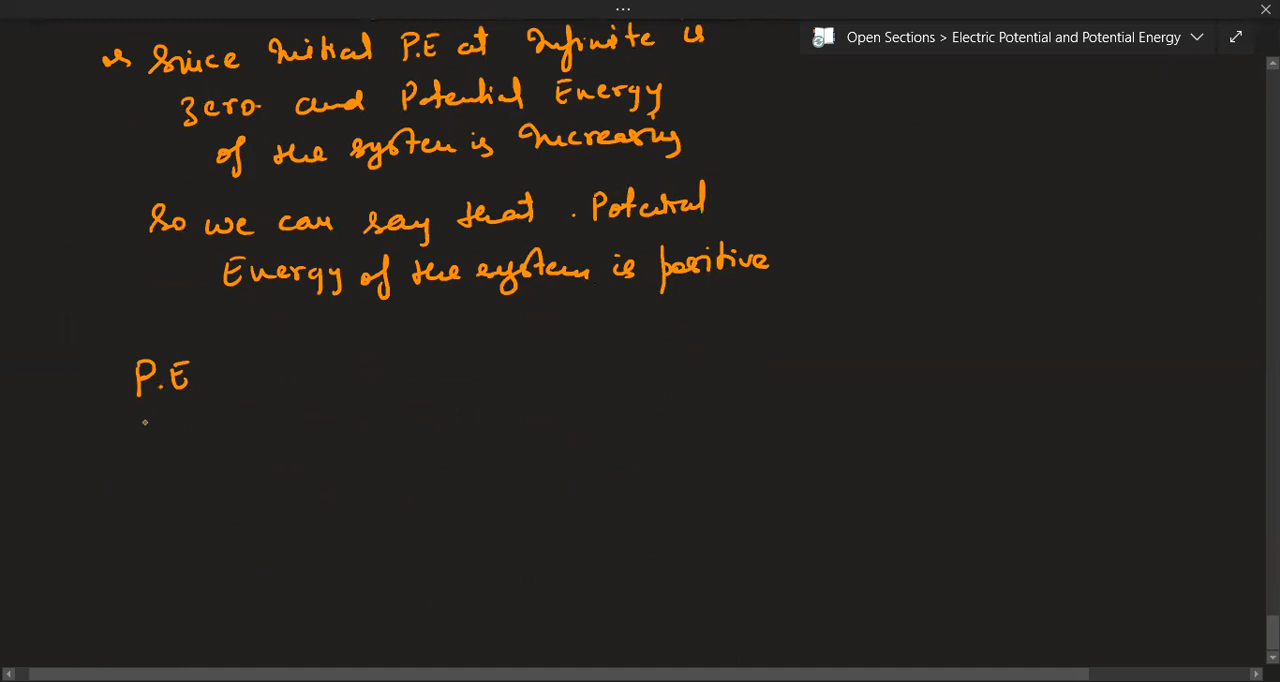 ...
Open Sections > Electric Potential and Potential Energy
Since Initial P.E at Infinite is
Zero and Potential Energy
of the system is Increasing
So we can say that . Potential
Energy of the system is positive
P.E